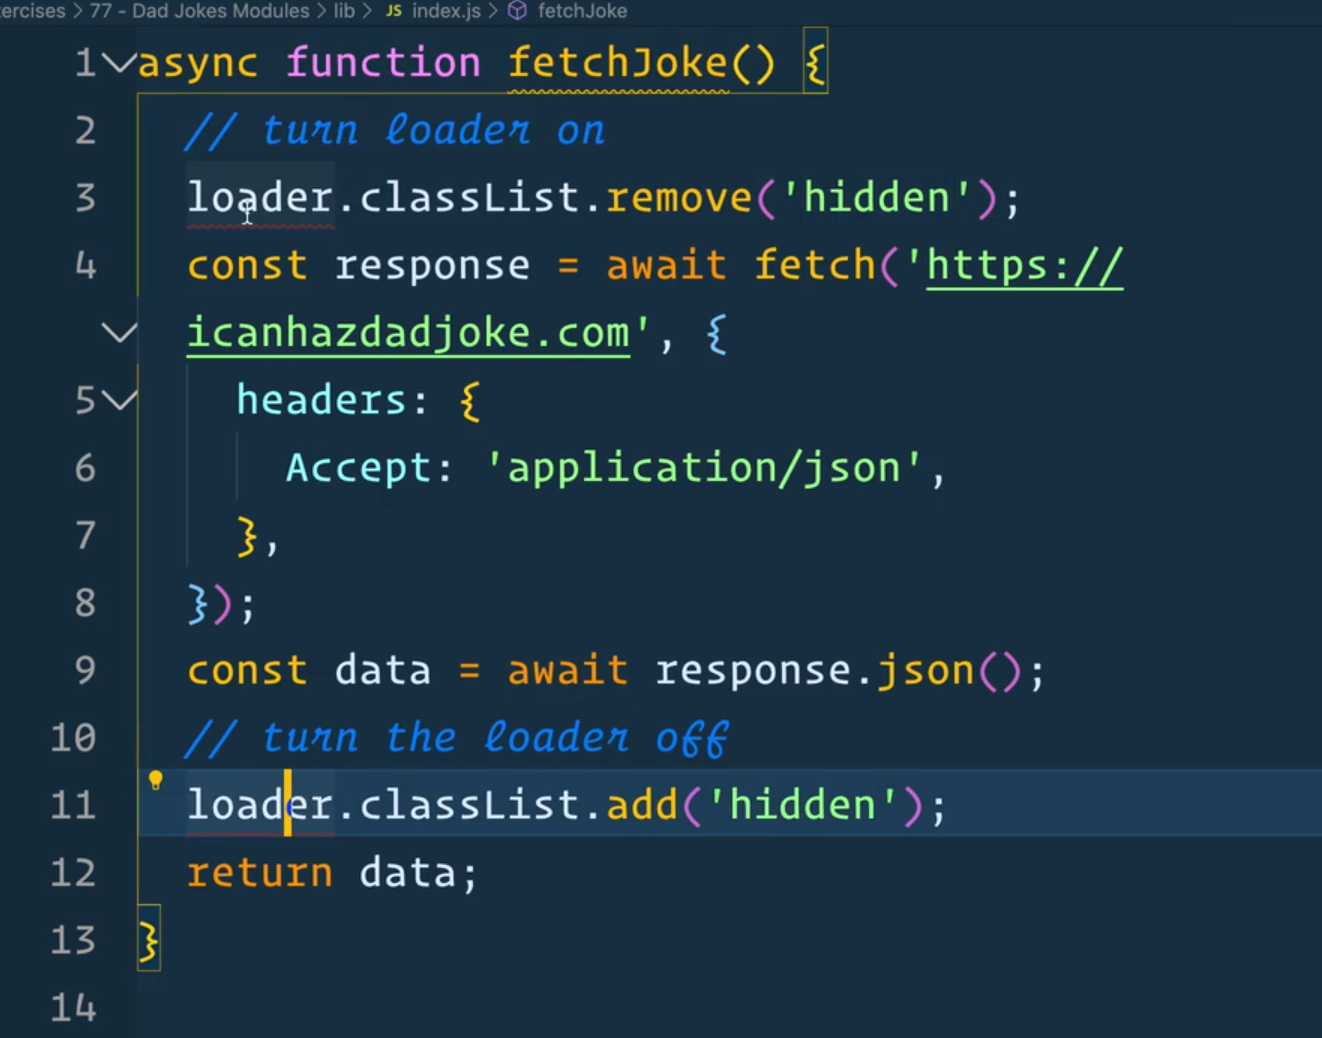 ercises > 77 - Dad Jokes Modules > lib > JS index.js > fetchJoke
1 async function fetchJoke() {
2 // turn loader on
3 loader.classList.remove('hidden');
4 const response = await fetch('https://
icanhazdadjoke.com', {
5 headers: {
6 Accept: 'application/json',
7 },
8 });
9 const data = await response.json();
10 // turn the loader off
11 loader.classList.add('hidden');
12 return data;
13 }
14